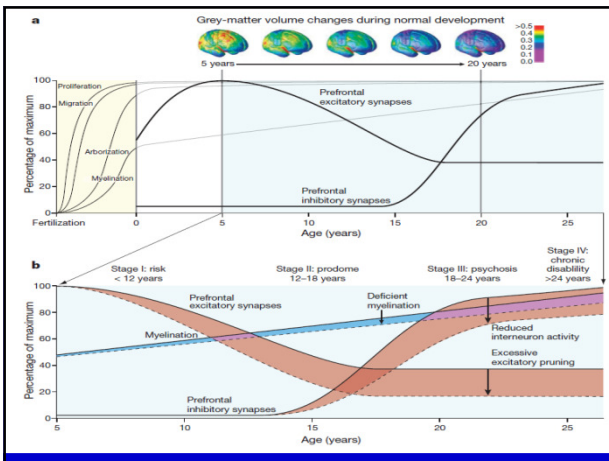 a
Grey-matter volume changes during normal development
>0.5
0.4
0.3
0.2
0.1
0.0
5 years
20 years
Percentage of maximum
100
80
60
40
20
0
Proliferation
Migration
Arborization
Myelination
Prefrontal
excitatory synapses
Prefrontal
inhibitory synapses
Fertilization
0
5
10
15
20
25
Age (years)
b
Stage I: risk
< 12 years
Stage II: prodome
12–18 years
Stage III: psychosis
18–24 years
Stage IV:
chronic
disability
>24 years
Percentage of maximum
100
80
60
40
20
0
Prefrontal
excitatory synapses
Myelination
Deficient
myelination
Reduced
interneuron activity
Excessive
excitatory pruning
Prefrontal
inhibitory synapses
5
10
15
20
25
Age (years)